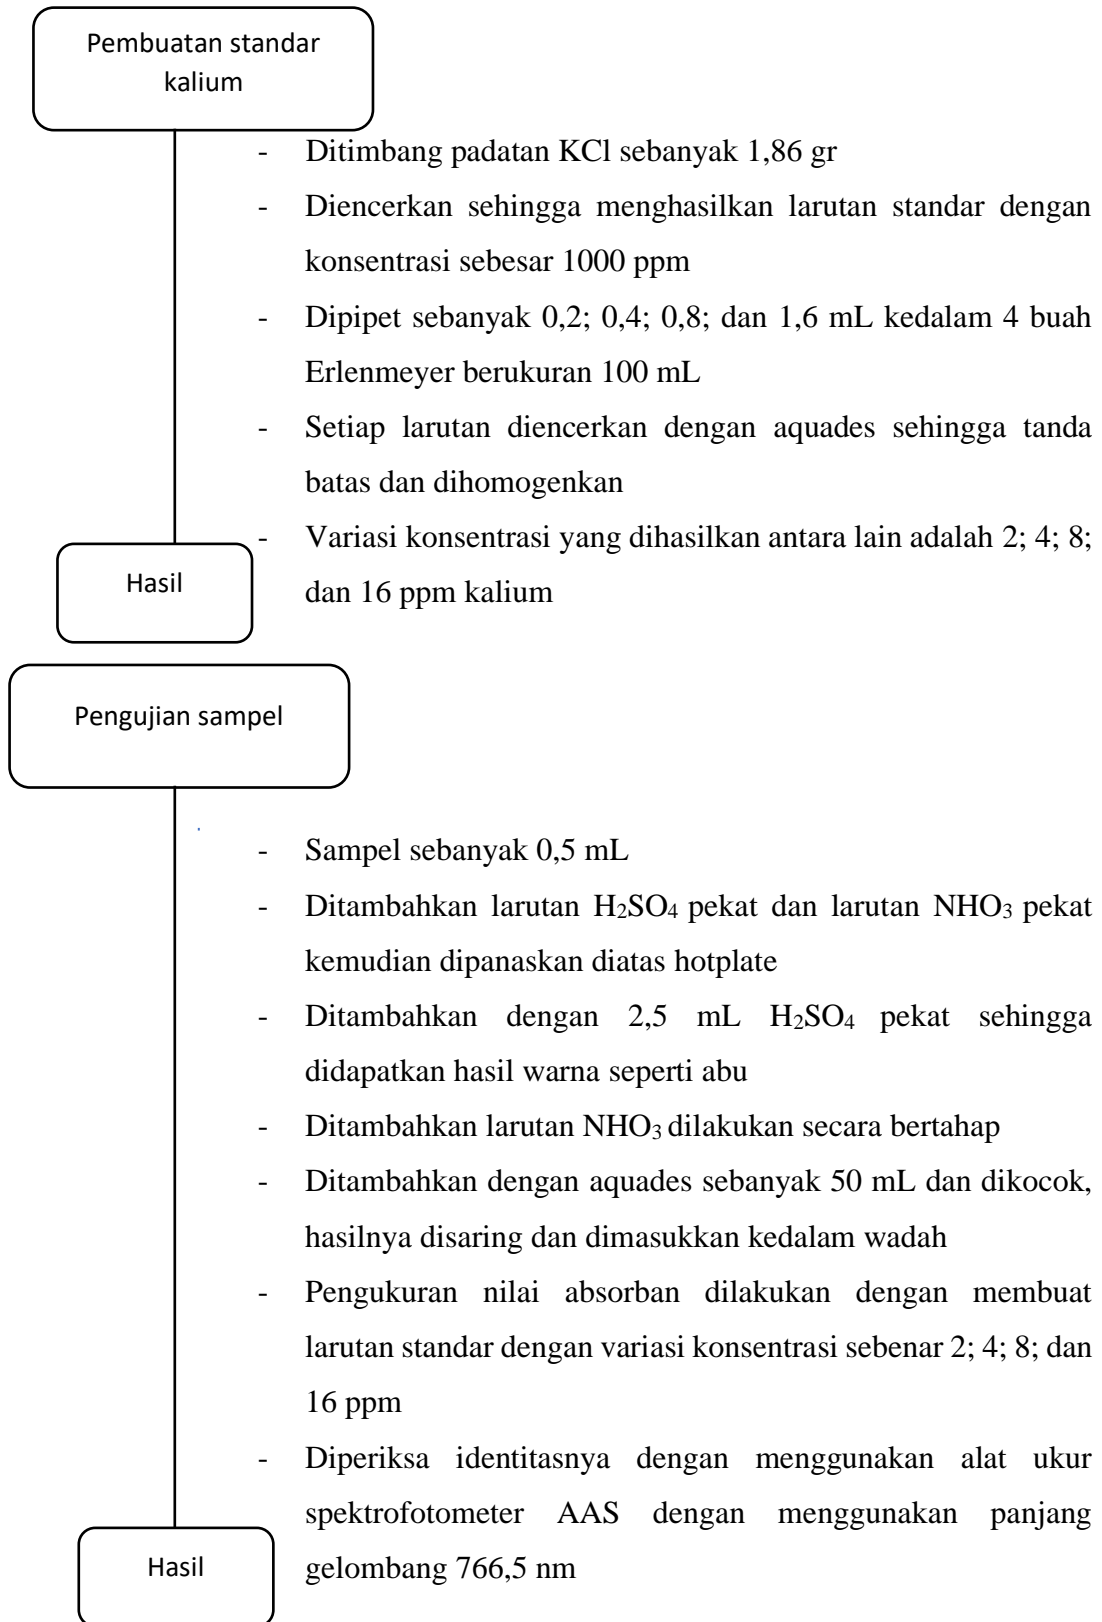 Pembuatan standar
kalium
- Ditimbang padatan KCl sebanyak 1,86 gr
- Diencerkan sehingga menghasilkan larutan standar dengan
konsentrasi sebesar 1000 ppm
- Dipipet sebanyak 0,2; 0,4; 0,8; dan 1,6 mL kedalam 4 buah
Erlenmeyer berukuran 100 mL
- Setiap larutan diencerkan dengan aquades sehingga tanda
batas dan dihomogenkan
- Variasi konsentrasi yang dihasilkan antara lain adalah 2; 4; 8;
dan 16 ppm kalium
Hasil
Pengujian sampel
- Sampel sebanyak 0,5 mL
- Ditambahkan larutan H₂SO₄ pekat dan larutan NHO₃ pekat
kemudian dipanaskan diatas hotplate
- Ditambahkan dengan 2,5 mL H₂SO₄ pekat sehingga
didapatkan hasil warna seperti abu
- Ditambahkan larutan NHO₃ dilakukan secara bertahap
- Ditambahkan dengan aquades sebanyak 50 mL dan dikocok,
hasilnya disaring dan dimasukkan kedalam wadah
- Pengukuran nilai absorban dilakukan dengan membuat
larutan standar dengan variasi konsentrasi sebenar 2; 4; 8; dan
16 ppm
- Diperiksa identitasnya dengan menggunakan alat ukur
spektrofotometer AAS dengan menggunakan panjang
gelombang 766,5 nm
Hasil